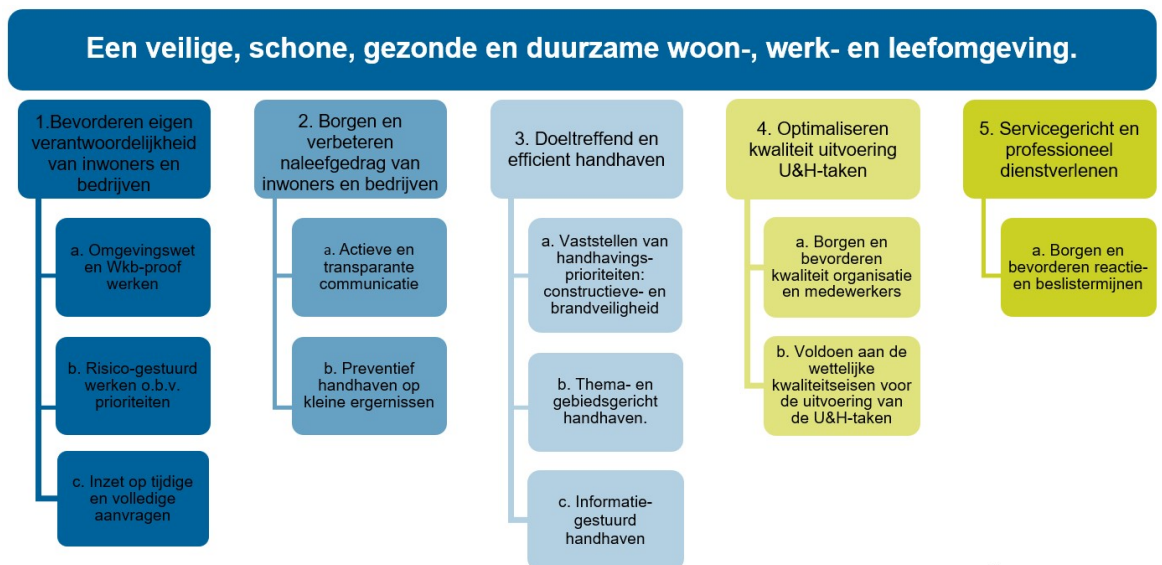 Een veilige, schone, gezonde en duurzame woon-, werk- en leefomgeving.
1.Bevorderen eigen
verantwoordelijkheid
van inwoners en
bedrijven
a. Omgevingswet
en Wkb-proof
werken
b. Risico-gestuurd
werken o.b.v.
prioriteiten
c. Inzet op tijdige
en volledige
aanvragen
2. Borgen en
verbeteren
naleefgedrag van
inwoners en bedrijven
a. Actieve en
transparante
communicatie
b. Preventief
handhaven op
kleine ergernissen
3. Doeltreffend en
efficient handhaven
a. Vaststellen van
handhavings-
prioriteiten:
constructieve- en
brandveiligheid
b. Thema- en
gebiedsgericht
handhaven.
c. Informatie-
gestuurd
handhaven
4. Optimaliseren
kwaliteit uitvoering
U&H-taken
a. Borgen en
bevorderen
kwaliteit organisatie
en medewerkers
b. Voldoen aan de
wettelijke
kwaliteitseisen voor
de uitvoering van
de U&H-taken
5. Servicegericht en
professioneel
dienstverlenen
a. Borgen en
bevorderen reactie-
en beslistermijnen